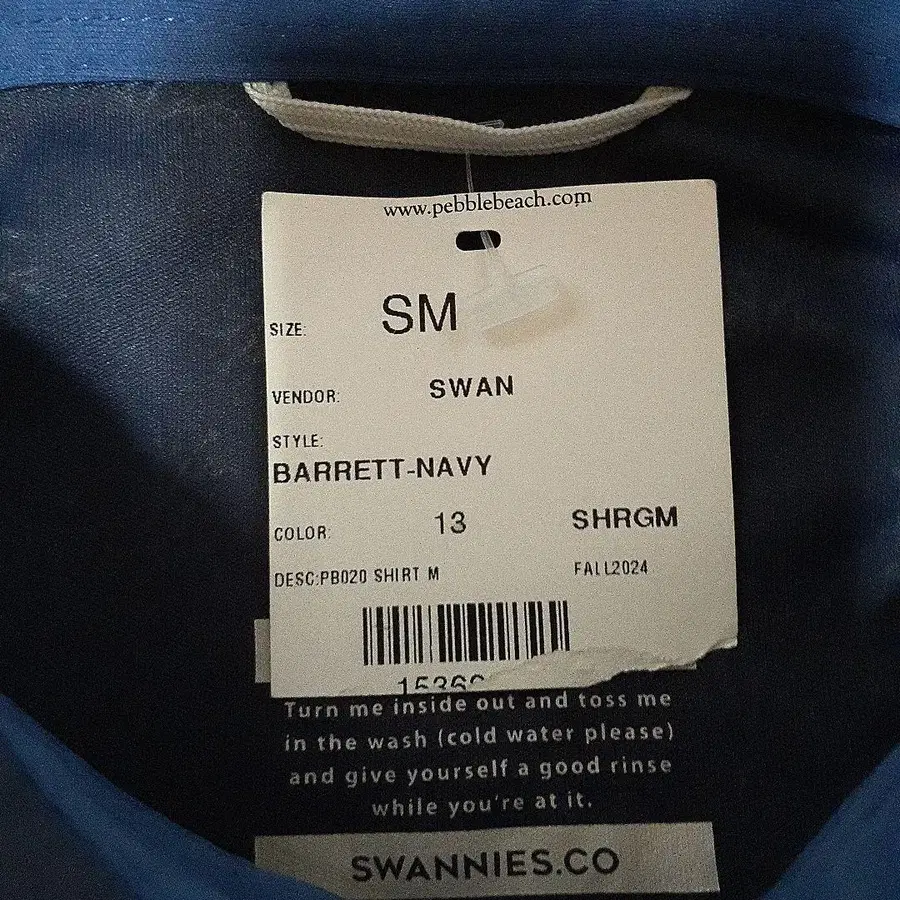 www.pebblebeach.com
SIZE: SM
VENDOR: SWAN
STYLE:
BARRETT-NAVY
COLOR: 13 SHRGM
DESC:PB020 SHIRT M FALL2024
Turn me inside out and toss me
in the wash (cold water please)
and give yourself a good rinse
while you're at it.
SWANNIES.CO